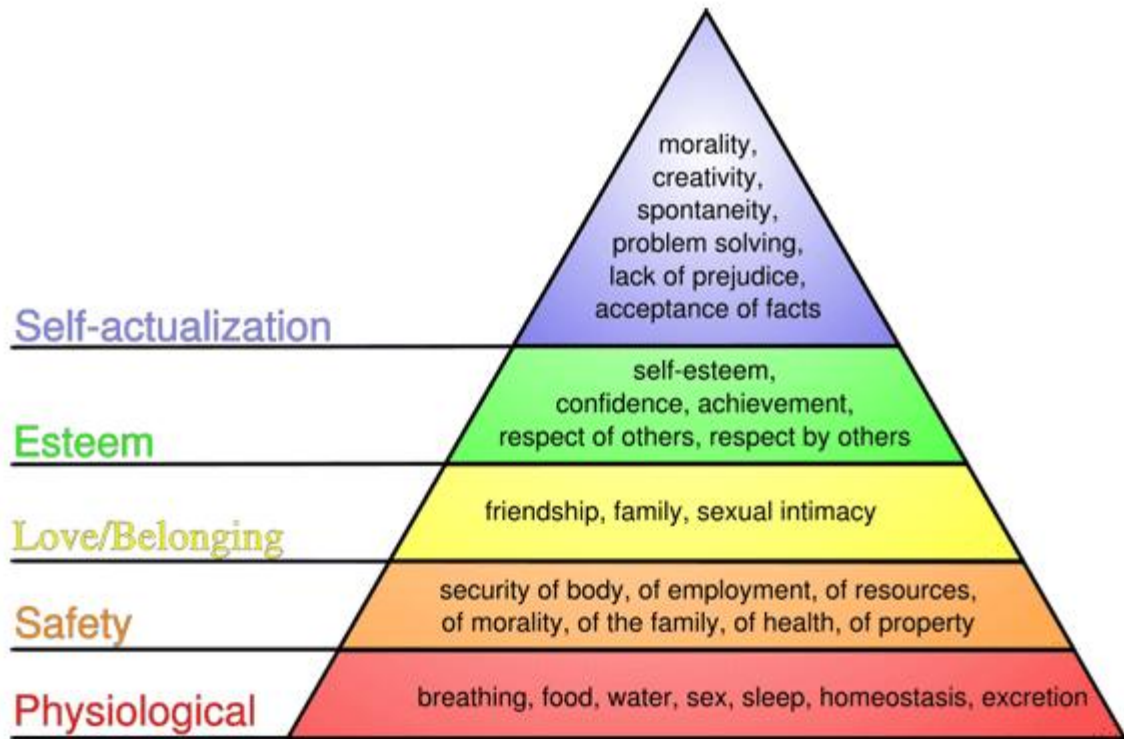 morality,
creativity,
spontaneity,
problem solving,
lack of prejudice,
acceptance of facts
Self-actualization
self-esteem,
confidence, achievement,
respect of others, respect by others
Esteem
friendship, family, sexual intimacy
Love/Belonging
security of body, of employment, of resources,
of morality, of the family, of health, of property
Safety
breathing, food, water, sex, sleep, homeostasis, excretion
Physiological